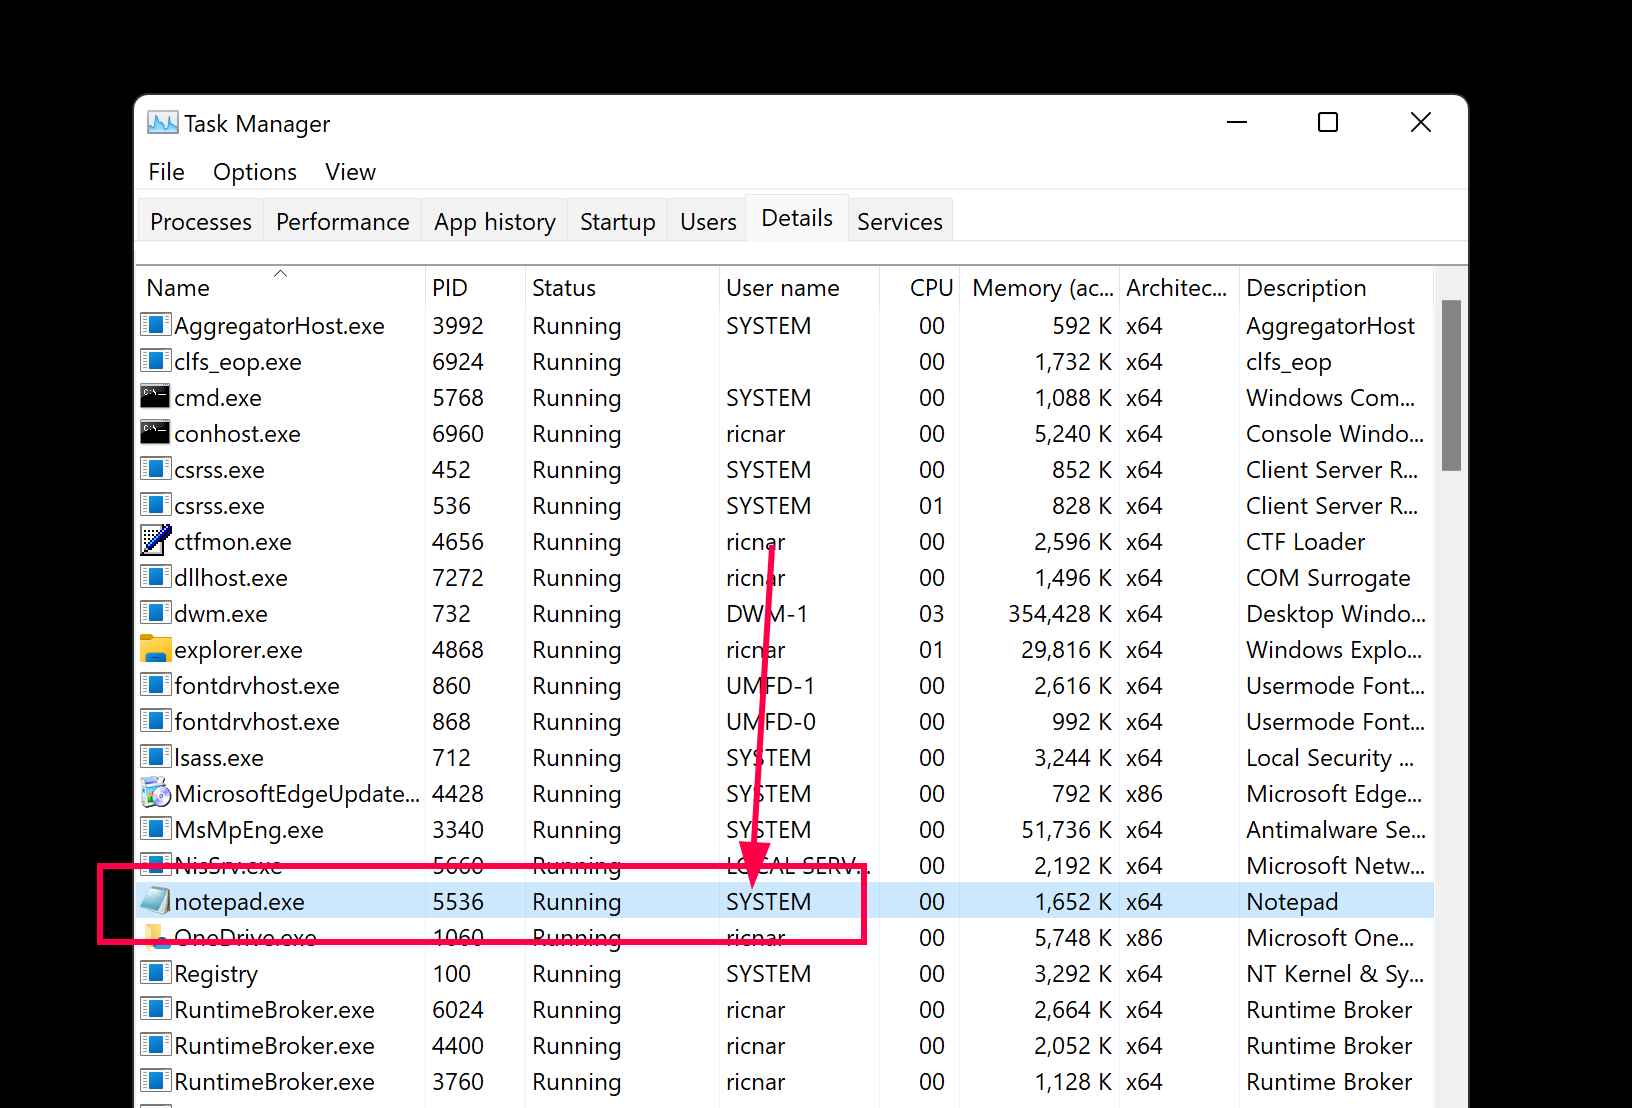 Task Manager
File Options View
Processes Performance App history Startup Users Details Services
Name PID Status User name CPU Memory (ac... Architec... Description
AggregatorHost.exe 3992 Running SYSTEM 00 592 K x64 AggregatorHost
clfs_eop.exe 6924 Running 00 1,732 K x64 clfs_eop
cmd.exe 5768 Running SYSTEM 00 1,088 K x64 Windows Com...
conhost.exe 6960 Running ricnar 00 5,240 K x64 Console Windo...
csrss.exe 452 Running SYSTEM 00 852 K x64 Client Server R...
csrss.exe 536 Running SYSTEM 01 828 K x64 Client Server R...
ctfmon.exe 4656 Running ricnar 00 2,596 K x64 CTF Loader
dllhost.exe 7272 Running ricnar 00 1,496 K x64 COM Surrogate
dwm.exe 732 Running DWM-1 03 354,428 K x64 Desktop Windo...
explorer.exe 4868 Running ricnar 01 29,816 K x64 Windows Explo...
fontdrvhost.exe 860 Running UMFD-1 00 2,616 K x64 Usermode Font...
fontdrvhost.exe 868 Running UMFD-0 00 992 K x64 Usermode Font...
lsass.exe 712 Running SYSTEM 00 3,244 K x64 Local Security ...
MicrosoftEdgeUpdate... 4428 Running SYSTEM 00 792 K x86 Microsoft Edge...
MsMpEng.exe 3340 Running SYSTEM 00 51,736 K x64 Antimalware Se...
NisSrv.exe 5660 Running LOCAL SERV... 00 2,192 K x64 Microsoft Netw...
notepad.exe 5536 Running SYSTEM 00 1,652 K x64 Notepad
OneDrive.exe 1060 Running ricnar 00 5,748 K x86 Microsoft One...
Registry 100 Running SYSTEM 00 3,292 K x64 NT Kernel & Sy...
RuntimeBroker.exe 6024 Running ricnar 00 2,664 K x64 Runtime Broker
RuntimeBroker.exe 4400 Running ricnar 00 2,052 K x64 Runtime Broker
RuntimeBroker.exe 3760 Running ricnar 00 1,128 K x64 Runtime Broker